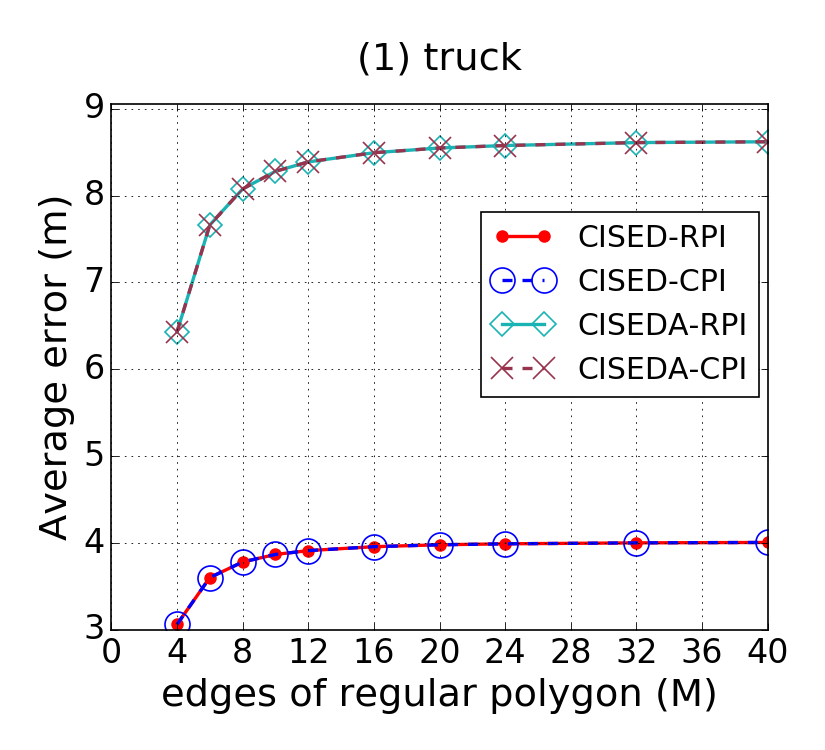 (1) truck
9
8
7
6
5
4
3
Average error (m)
CISED-RPI
CISED-CPI
CISEDA-RPI
CISEDA-CPI
0 4 8 12 16 20 24 28 32 36 40
edges of regular polygon (M)